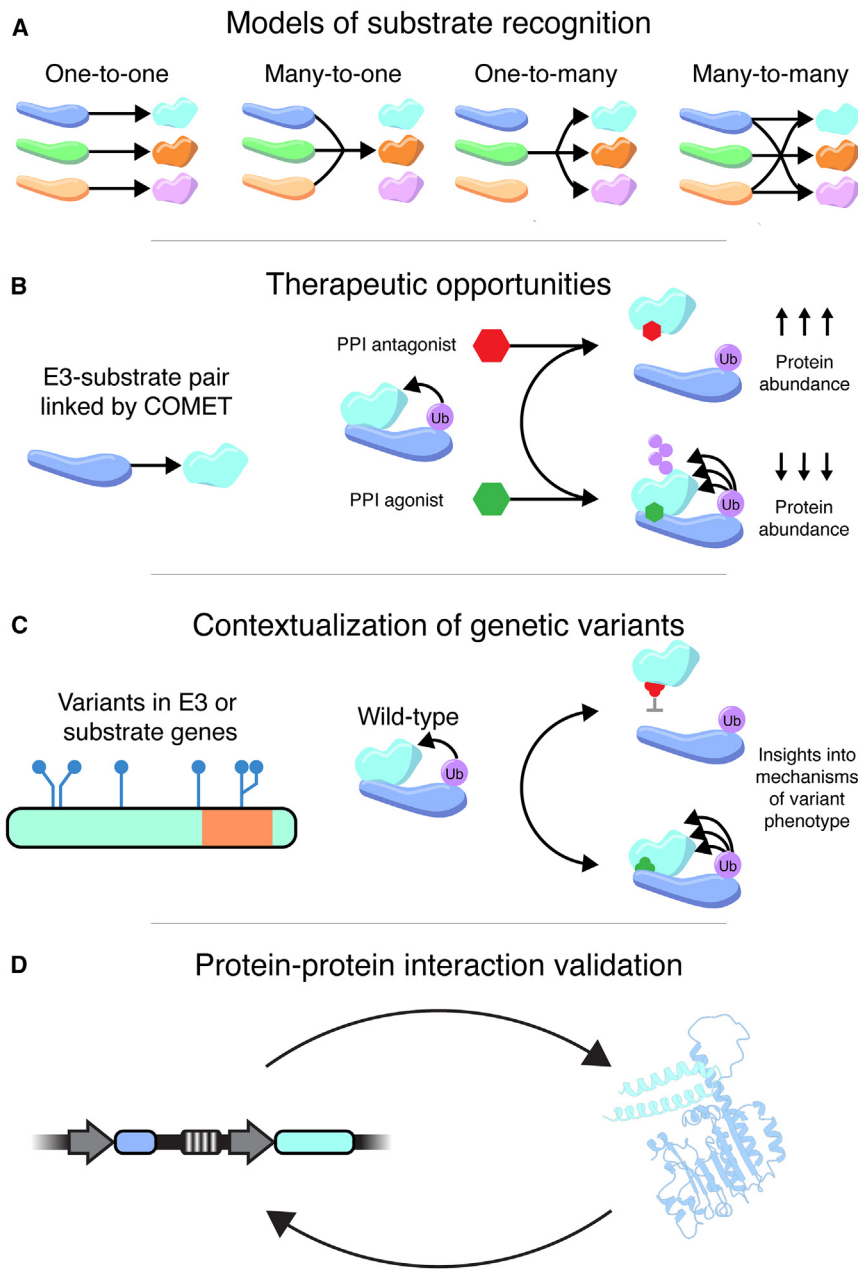 A
Models of substrate recognition
One-to-one
Many-to-one
One-to-many
Many-to-many
B
Therapeutic opportunities
E3-substrate pair
linked by COMET
PPI antagonist
Ub
PPI agonist
Ub
Protein
abundance
Ub
Protein
abundance
C
Contextualization of genetic variants
Variants in E3 or
substrate genes
Wild-type
Ub
Ub
Ub
Insights into
mechanisms
of variant
phenotype
D
Protein-protein interaction validation